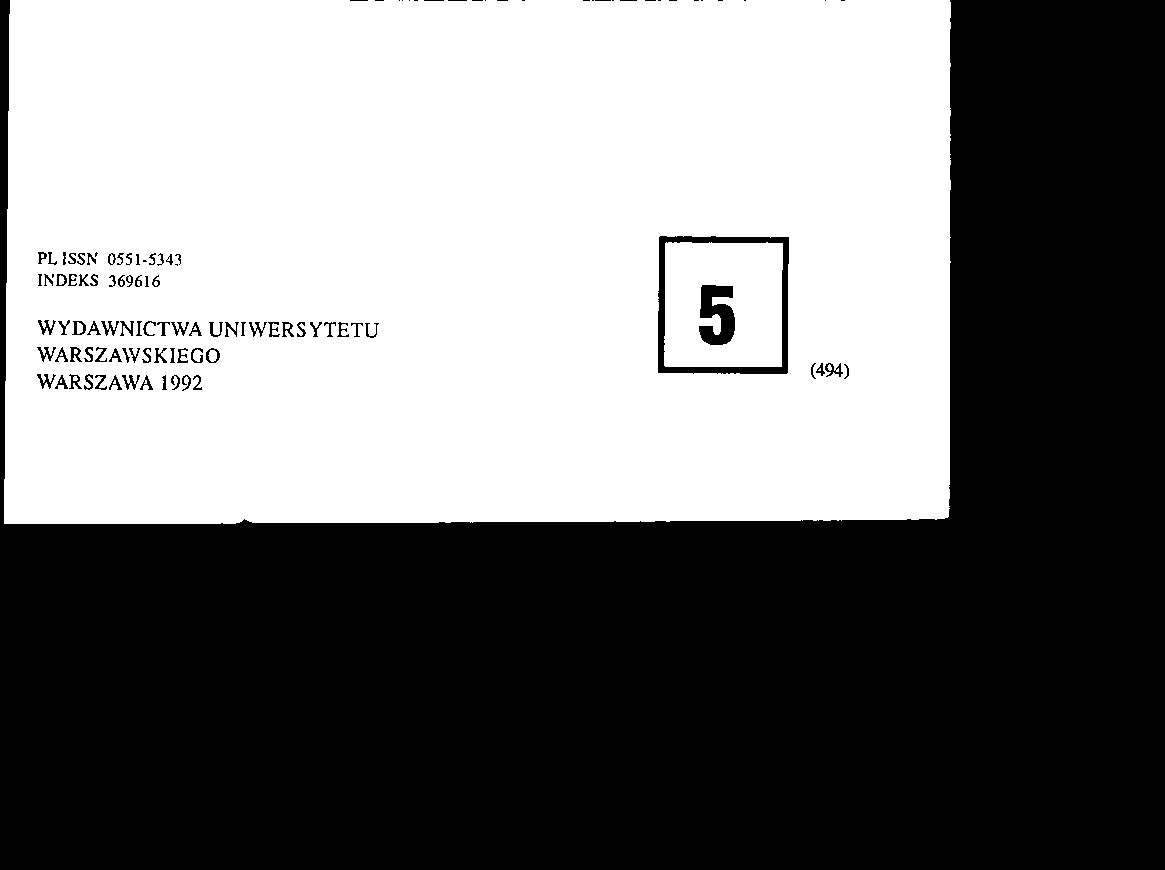 PL ISSN 0551-5343
INDEKS 369616
WYDAWNICTWA UNIWERSYTETU
WARSZAWSKIEGO
WARSZAWA 1992
5
(494)